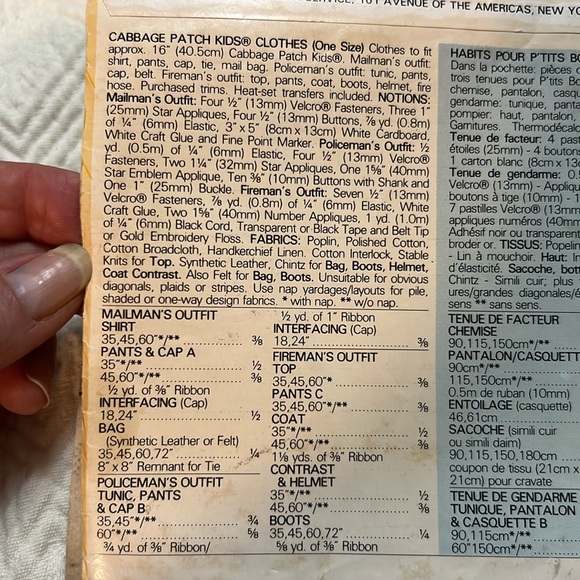 SERVICE, 161 AVENUE OF THE AMERICAS, NEW YO
CABBAGE PATCH KIDS® CLOTHES (One Size) Clothes to fit
approx. 16" (40.5cm) Cabbage Patch Kids®. Mailman's outfit:
shirt, pants, cap, tie, mail bag. Policeman's outfit: tunic, pants,
cap, belt. Fireman's outfit: top, pants, coat, boots, helmet, fire
hose. Purchased trims. Heat-set transfers included. NOTIONS:
Mailman's Outfit: Four ½" (13mm) Velcro® Fasteners, Three 1"
(25mm) Star Appliques, Four ½" (13mm) Buttons, ⅞ yd. (0.8m)
of ¼" (6mm) Elastic, 3" x 5" (8cm x 13cm) White Cardboard,
White Craft Glue and Fine Point Marker. Policeman's Outfit: ½
yd. (0.5m) of ¼" (6mm) Elastic, Four ½" (13mm) Velcro®
Fasteners, Two 1¼" (32mm) Star Appliques, One 1⅝" (40mm)
Star Emblem Applique, Ten ⅜" (10mm) Buttons with Shank and
One 1" (25mm) Buckle. Fireman's Outfit: Seven ½" (13mm)
Velcro® Fasteners, ⅞ yd. (0.8m) of ¼" (6mm) Elastic, White
Craft Glue, Two 1⅝" (40mm) Number Appliques, 1 yd. (1.0m)
of ¼" (6mm) Black Cord, Transparent or Black Tape and Belt Tip
or Gold Embroidery Floss. FABRICS: Poplin, Polished Cotton,
Cotton Broadcloth, Handkerchief Linen. Cotton Interlock, Stable
Knits for Top. Synthetic Leather, Chintz for Bag, Boots, Helmet,
Coat Contrast. Also Felt for Bag, Boots. Unsuitable for obvious
diagonals, plaids or stripes. Use nap yardages/layouts for pile,
shaded or one-way design fabrics. * with nap. ** w/o nap.
MAILMAN'S OUTFIT
SHIRT
35,45,60"*/** ⅜
PANTS & CAP A
35"*/** ½
45,60"*/** ⅜
½ yd. of ⅜" Ribbon
INTERFACING (Cap)
18,24" ½
BAG
(Synthetic Leather or Felt)
35,45,60,72" ¼
8" x 8" Remnant for Tie
POLICEMAN'S OUTFIT
TUNIC, PANTS
& CAP B
35,45"*/** ¾
60"*/** ⅝
¾ yd. of ⅜" Ribbon/
½ yd. of 1" Ribbon
INTERFACING (Cap)
18,24" ⅜
FIREMAN'S OUTFIT
TOP
35,45,60"* ⅜
PANTS C
35,45,60"*/** ⅜
COAT
35"*/** ½
45,60"*/** ⅜
1⅛ yds. of ⅜" Ribbon
CONTRAST
& HELMET
35"*/** ½
45,60"*/** ⅜
BOOTS
35,45,60,72" ¼
⅝ yd. of ⅜" Ribbon
HABITS POUR P'TITS BO
Dans la pochette: pièces
trois tenues pour P'tits Bo
chemise, pantalon, casqu
gendarme: tunique, panta
pompier: haut, pantalon,
Garnitures. Thermodécalc
Tenue de facteur: 4 past
étoiles (25mm) - 4 bouton
1 carton blanc (8cm x 13c
Tenue de gendarme: 0.5
Velcro® (13mm) - Appliqu
boutons à tige (10mm) - 1
7 pastilles Velcro® (13mm
appliques numéros (40mm
Adhésif noir ou transparent
broder or. TISSUS: Popelin
- Lin à mouchoir. Haut: In
d'élasticité. Sacoche, bott
Chintz - Simili cuir; plus
ures/grandes diagonales/é
sens ** sans sens.
TENUE DE FACTEUR
CHEMISE
90,115,150cm*/**
PANTALON/CASQUETTE
90cm*/**
115,150cm*/**
0.5m de ruban (10mm)
ENTOILAGE (casquette)
46,61cm
SACOCHE (simili cuir
ou simili daim)
90,115,150,180cm
coupon de tissu (21cm x
21cm) pour cravate
TENUE DE GENDARME
TUNIQUE, PANTALON
& CASQUETTE B
90,115cm*/**
60"150cm*/**